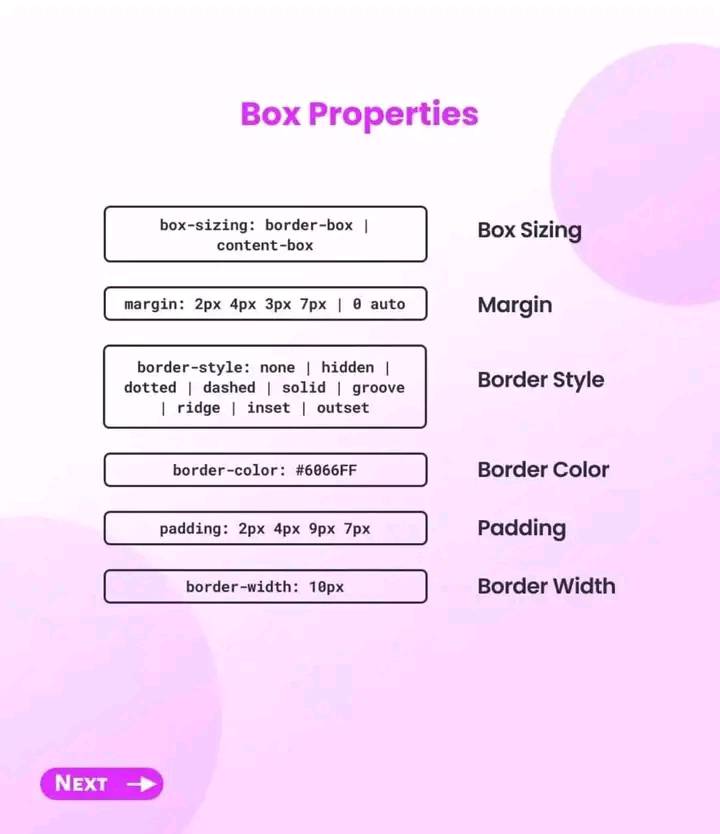 Box Properties
box-sizing: border-box |
content-box
Box Sizing
margin: 2px 4px 3px 7px | 0 auto
Margin
border-style: none | hidden |
dotted | dashed | solid | groove
| ridge | inset | outset
Border Style
border-color: #6066FF
Border Color
padding: 2px 4px 9px 7px
Padding
border-width: 10px
Border Width
NEXT